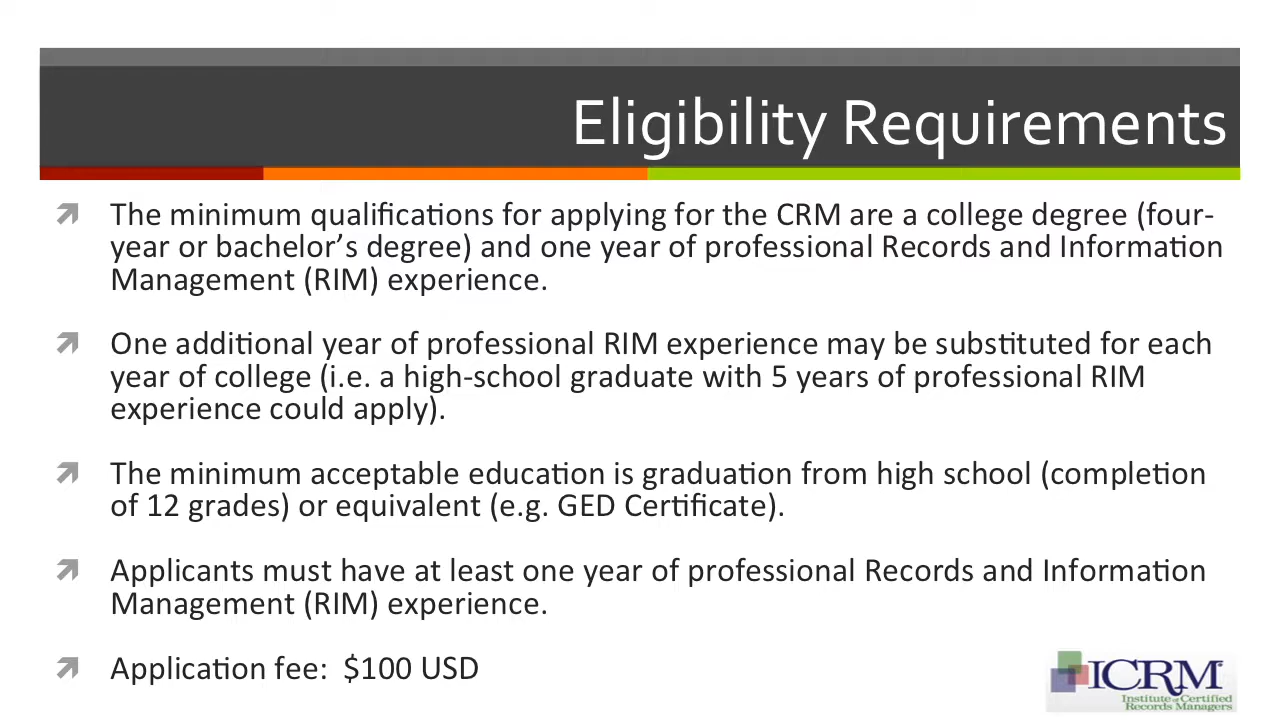 Eligibility Requirements
The minimum qualifications for applying for the CRM are a college degree (four-
year or bachelor’s degree) and one year of professional Records and Information
Management (RIM) experience.
One additional year of professional RIM experience may be substituted for each
year of college (i.e. a high-school graduate with 5 years of professional RIM
experience could apply).
The minimum acceptable education is graduation from high school (completion
of 12 grades) or equivalent (e.g. GED Certificate).
Applicants must have at least one year of professional Records and Information
Management (RIM) experience.
Application fee:  $100 USD
ICRM
Institute of Certified
Records Managers